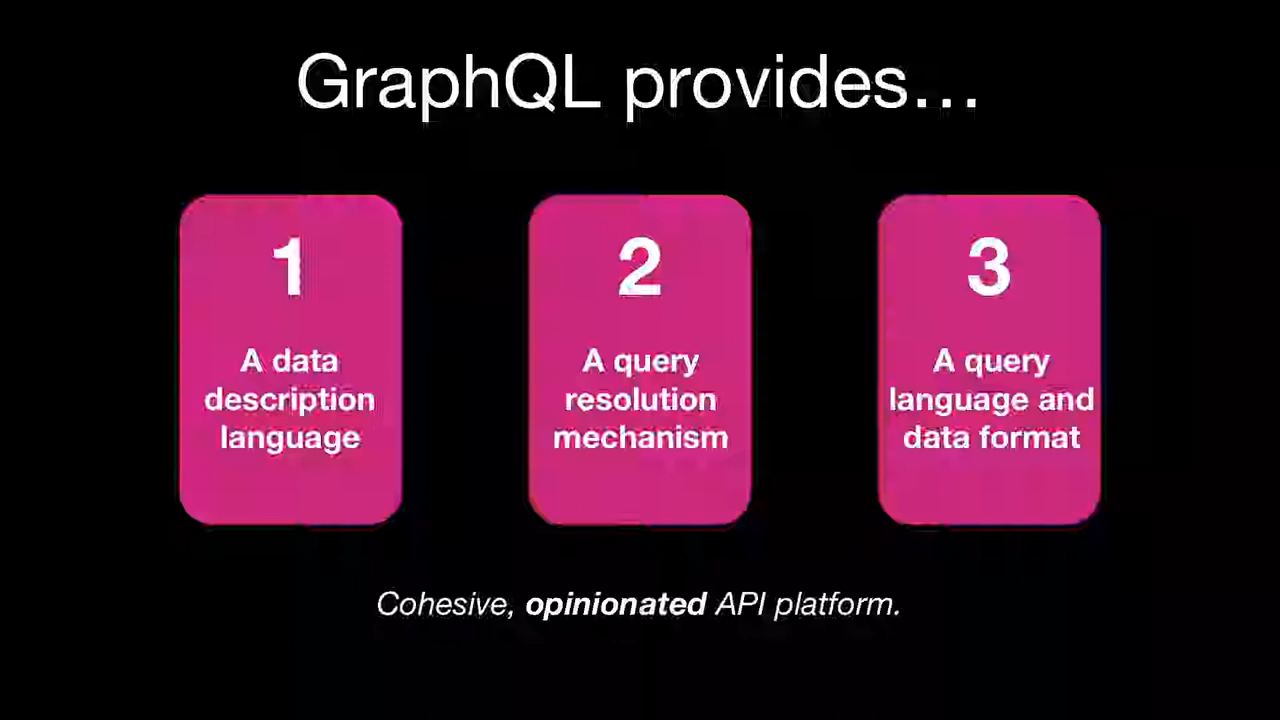 GraphQL provides…
1
A data
description
language
2
A query
resolution
mechanism
3
A query
language and
data format
Cohesive, opinionated API platform.